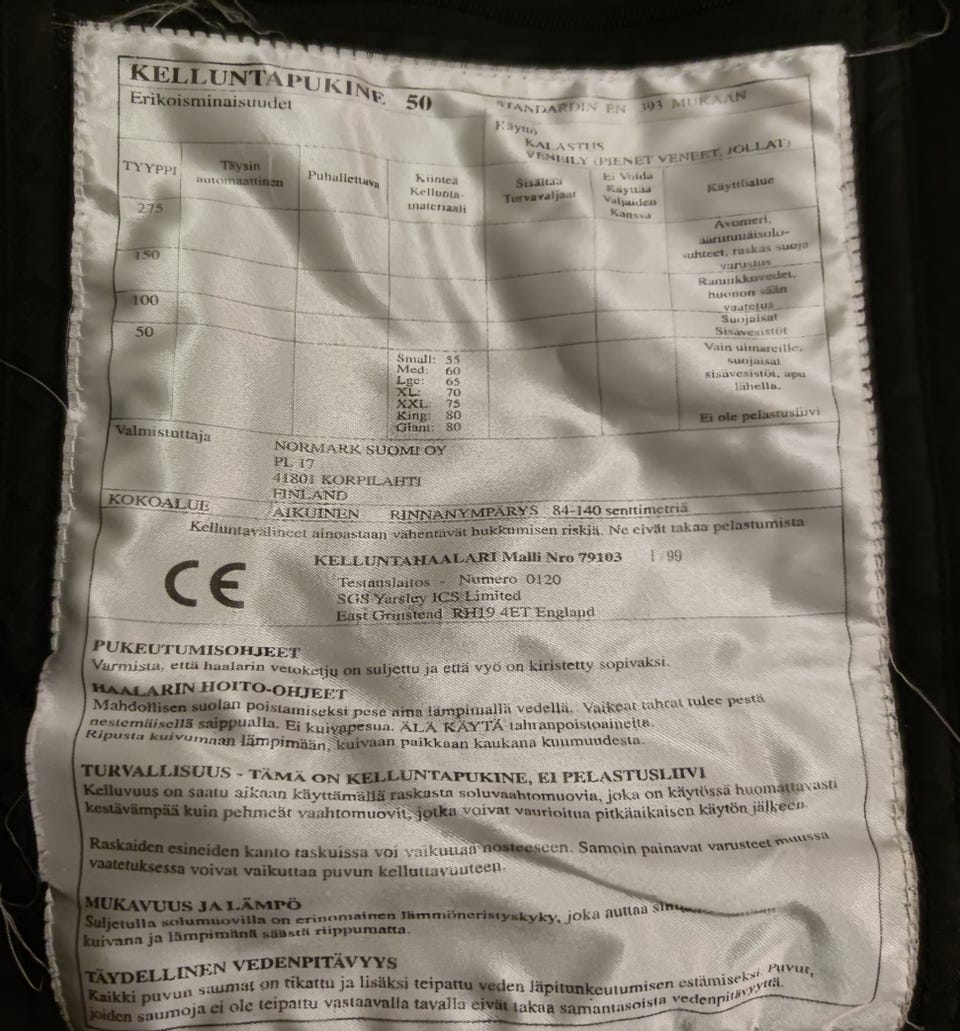 KELLUNTAPUKINE 50
Erikoisminaisuudet
STANDARDIN EN 393 MUKAAN
Käyttö
KALASTUS
VENEILY (PIENET VENEET, JOLLAT)
TYYPPI
Täysin
automaattinen
Puhallettava
Kiinteä
Kellunta-
materiaali
Sisältää
Turvavaljaat
Ei Voida
Käyttää
Valjaiden
Kanssa
Käyttöalue
275
Avomeri,
äärimmäisolo-
suhteet, raskas suoja
varustus
150
Rannikkovedet,
huonon sään
vaatetus
100
Suojaisat
Sisävesistöt
50
Small: 55
Med: 60
Lge: 65
XL: 70
XXL: 75
King: 80
Giant: 80
Vain uimareille,
suojaisat
sisävesistöt, apu
lähellä.
Ei ole pelastusliivi
Valmistuttaja
NORMARK SUOMI OY
PL 17
41801 KORPILAHTI
FINLAND
KOKOALUE AIKUINEN RINNANYMPÄRYS 84-140 senttimetriä
Kelluntavälineet ainoastaan vähentävät hukkumisen riskiä. Ne eivät takaa pelastumista
CE
KELLUNTAHAALARI Malli Nro 79103 1/99
Testauslaitos - Numero 0120
SGS Yarsley ICS Limited
East Grinstead RH19 4ET England
PUKEUTUMISOHJEET
Varmista, että haalarin vetoketju on suljettu ja että vyö on kiristetty sopivaksi.
HAALARIN HOITO-OHJEET
Mahdollisen suolan poistamiseksi pese aina lämpimällä vedellä. Vaikeat tahrat tulee pestä
nestemäisellä saippualla. Ei kuivapesua. ÄLÄ KÄYTÄ tahranpoistoaineita.
Ripusta kuivumaan lämpimään, kuivaan paikkaan kaukana kuumuudesta.
TURVALLISUUS - TÄMÄ ON KELLUNTAPUKINE, EI PELASTUSLIIVI
Kelluvuus on saatu aikaan käyttämällä raskasta soluvaahtomuovia, joka on käytössä huomattavasti
kestävämpää kuin pehmeät vaahtomuovit, jotka voivat vaurioitua pitkäaikaisen käytön jälkeen.
Raskaiden esineiden kanto taskuissa voi vaikuttaa nosteeseen. Samoin painavat varusteet muussa
vaatetuksessa voivat vaikuttaa puvun kelluttavuuteen.
MUKAVUUS JA LÄMPÖ
Suljetulla solumuovilla on erinomainen lämmöneristyskyky, joka auttaa
kuivana ja lämpimänä säästä riippumatta.
TÄYDELLINEN VEDENPITÄVYYS
Kaikki puvun saumat on tikattu ja lisäksi teipattu veden läpitunkeutumisen estämiseksi. Puvut,
joiden saumoja ei ole teipattu vastaavalla tavalla eivät takaa samantasoista vedenpitävyyttä.